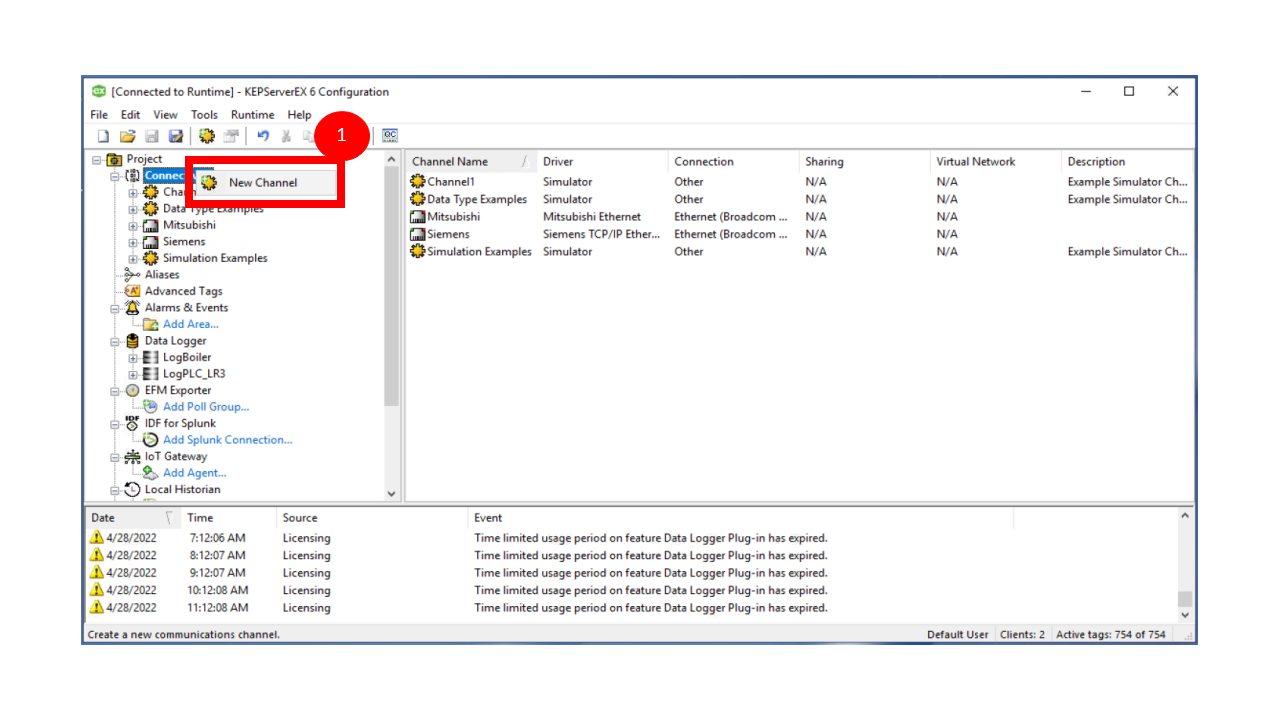 [Connected to Runtime] - KEPServerEX 6 Configuration
File Edit View Tools Runtime Help
1
Project
New Channel
Data Type Examples
Mitsubishi
Siemens
Simulation Examples
Aliases
Advanced Tags
Alarms & Events
Add Area...
Data Logger
LogBoiler
LogPLC_LR3
EFM Exporter
Add Poll Group...
IDF for Splunk
Add Splunk Connection...
IoT Gateway
Add Agent...
Local Historian
Channel Name Driver Connection Sharing Virtual Network Description
Channel1 Simulator Other N/A N/A Example Simulator Ch...
Data Type Examples Simulator Other N/A N/A Example Simulator Ch...
Mitsubishi Mitsubishi Ethernet Ethernet (Broadcom ... N/A N/A
Siemens Siemens TCP/IP Ether... Ethernet (Broadcom ... N/A N/A
Simulation Examples Simulator Other N/A N/A Example Simulator Ch...
Date Time Source Event
4/28/2022 7:12:06 AM Licensing Time limited usage period on feature Data Logger Plug-in has expired.
4/28/2022 8:12:07 AM Licensing Time limited usage period on feature Data Logger Plug-in has expired.
4/28/2022 9:12:07 AM Licensing Time limited usage period on feature Data Logger Plug-in has expired.
4/28/2022 10:12:08 AM Licensing Time limited usage period on feature Data Logger Plug-in has expired.
4/28/2022 11:12:08 AM Licensing Time limited usage period on feature Data Logger Plug-in has expired.
Create a new communications channel. Default User Clients: 2 Active tags: 754 of 754